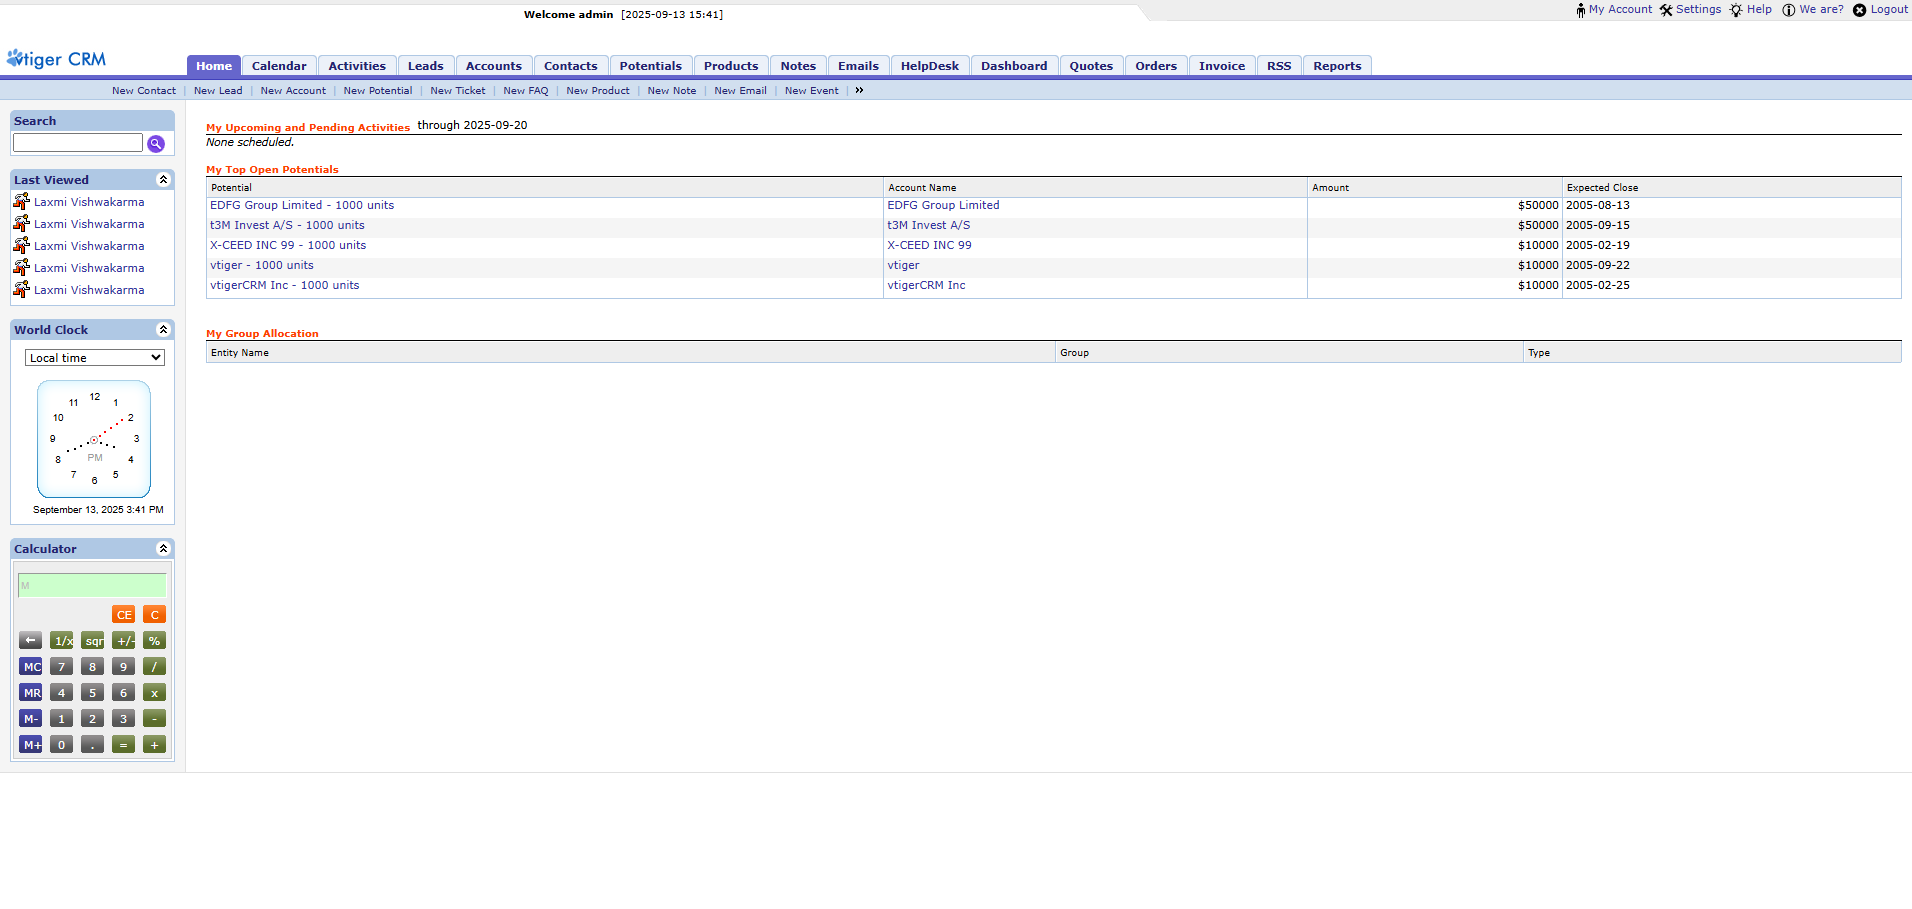 Welcome admin [2025-09-13 15:41]
My Account Settings Help We are? Logout
vtiger CRM
Home Calendar Activities Leads Accounts Contacts Potentials Products Notes Emails HelpDesk Dashboard Quotes Orders Invoice RSS Reports
New Contact | New Lead | New Account | New Potential | New Ticket | New FAQ | New Product | New Note | New Email | New Event | »
Search
Last Viewed
Laxmi Vishwakarma
Laxmi Vishwakarma
Laxmi Vishwakarma
Laxmi Vishwakarma
Laxmi Vishwakarma
World Clock
Local time
12
11 1
10 2
9 3
PM
8 4
7 5
6
September 13, 2025 3:41 PM
Calculator
M
CE C
← 1/x sqr +/- %
MC 7 8 9 /
MR 4 5 6 x
M- 1 2 3 -
M+ 0 . = +
My Upcoming and Pending Activities through 2025-09-20
None scheduled.
My Top Open Potentials
Potential Account Name Amount Expected Close
EDFG Group Limited - 1000 units EDFG Group Limited $50000 2005-08-13
t3M Invest A/S - 1000 units t3M Invest A/S $50000 2005-09-15
X-CEED INC 99 - 1000 units X-CEED INC 99 $10000 2005-02-19
vtiger - 1000 units vtiger $10000 2005-09-22
vtigerCRM Inc - 1000 units vtigerCRM Inc $10000 2005-02-25
My Group Allocation
Entity Name Group Type